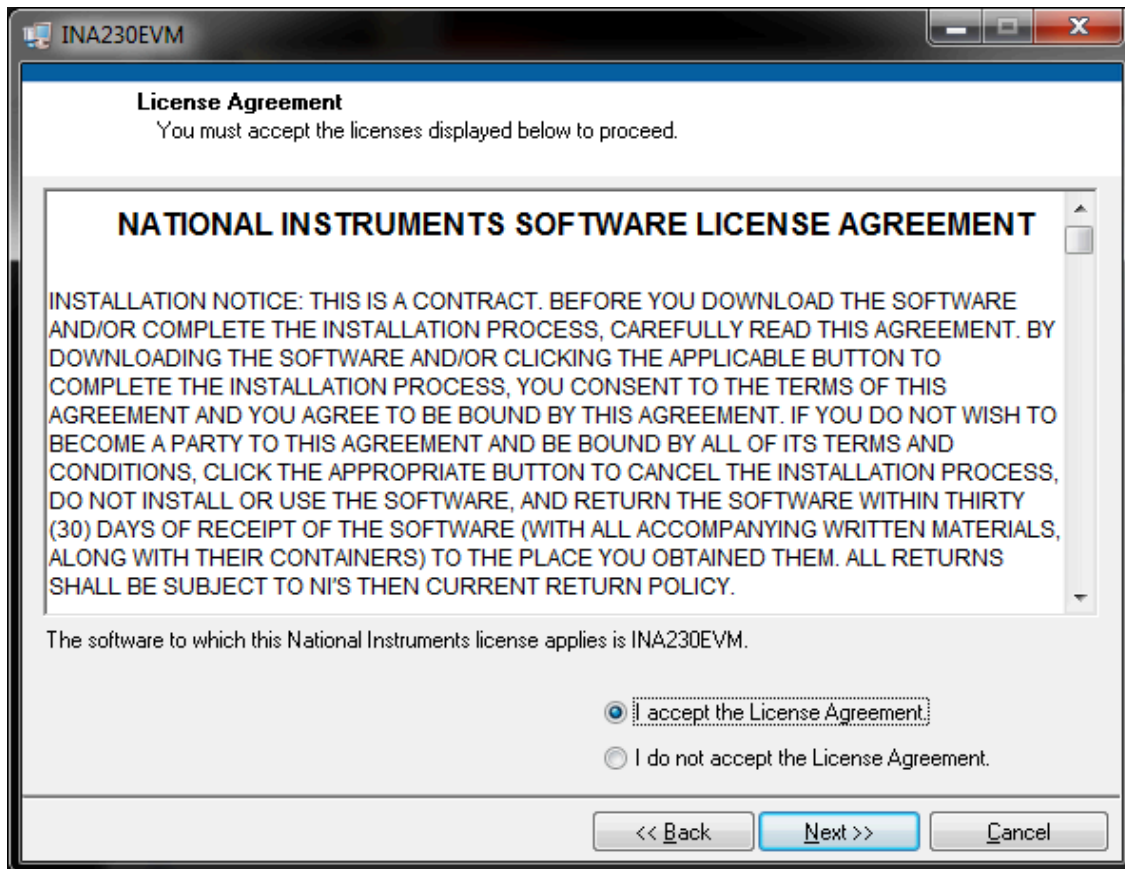 INA230EVM
License Agreement
You must accept the licenses displayed below to proceed.
NATIONAL INSTRUMENTS SOFTWARE LICENSE AGREEMENT
INSTALLATION NOTICE: THIS IS A CONTRACT. BEFORE YOU DOWNLOAD THE SOFTWARE
AND/OR COMPLETE THE INSTALLATION PROCESS, CAREFULLY READ THIS AGREEMENT. BY
DOWNLOADING THE SOFTWARE AND/OR CLICKING THE APPLICABLE BUTTON TO
COMPLETE THE INSTALLATION PROCESS, YOU CONSENT TO THE TERMS OF THIS
AGREEMENT AND YOU AGREE TO BE BOUND BY THIS AGREEMENT. IF YOU DO NOT WISH TO
BECOME A PARTY TO THIS AGREEMENT AND BE BOUND BY ALL OF ITS TERMS AND
CONDITIONS, CLICK THE APPROPRIATE BUTTON TO CANCEL THE INSTALLATION PROCESS,
DO NOT INSTALL OR USE THE SOFTWARE, AND RETURN THE SOFTWARE WITHIN THIRTY
(30) DAYS OF RECEIPT OF THE SOFTWARE (WITH ALL ACCOMPANYING WRITTEN MATERIALS,
ALONG WITH THEIR CONTAINERS) TO THE PLACE YOU OBTAINED THEM. ALL RETURNS
SHALL BE SUBJECT TO NI'S THEN CURRENT RETURN POLICY.
The software to which this National Instruments license applies is INA230EVM.
I accept the License Agreement.
I do not accept the License Agreement.
<< Back Next >> Cancel